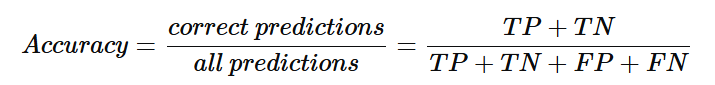 Accuracy = correct predictions / all predictions = TP + TN / TP + TN + FP + FN